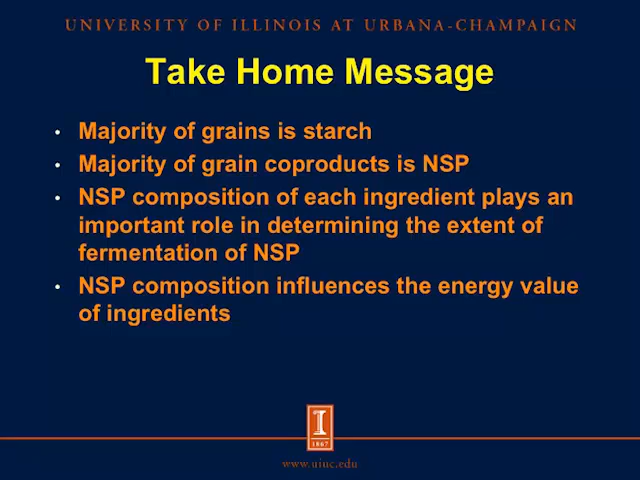 UNIVERSITY OF ILLINOIS AT URBANA-CHAMPAIGN
Take Home Message
• Majority of grains is starch
• Majority of grain coproducts is NSP
• NSP composition of each ingredient plays an
important role in determining the extent of
fermentation of NSP
• NSP composition influences the energy value
of ingredients
I
1867
www.uiuc.edu